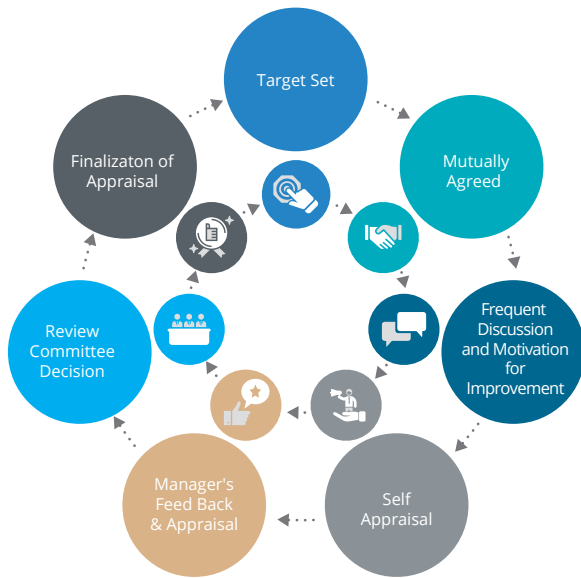 Target Set
Mutually
Agreed
Frequent
Discussion
and Motivation
for
Improvement
Self
Appraisal
Manager's
Feed Back
& Appraisal
Review
Committee
Decision
Finalizaton of
Appraisal